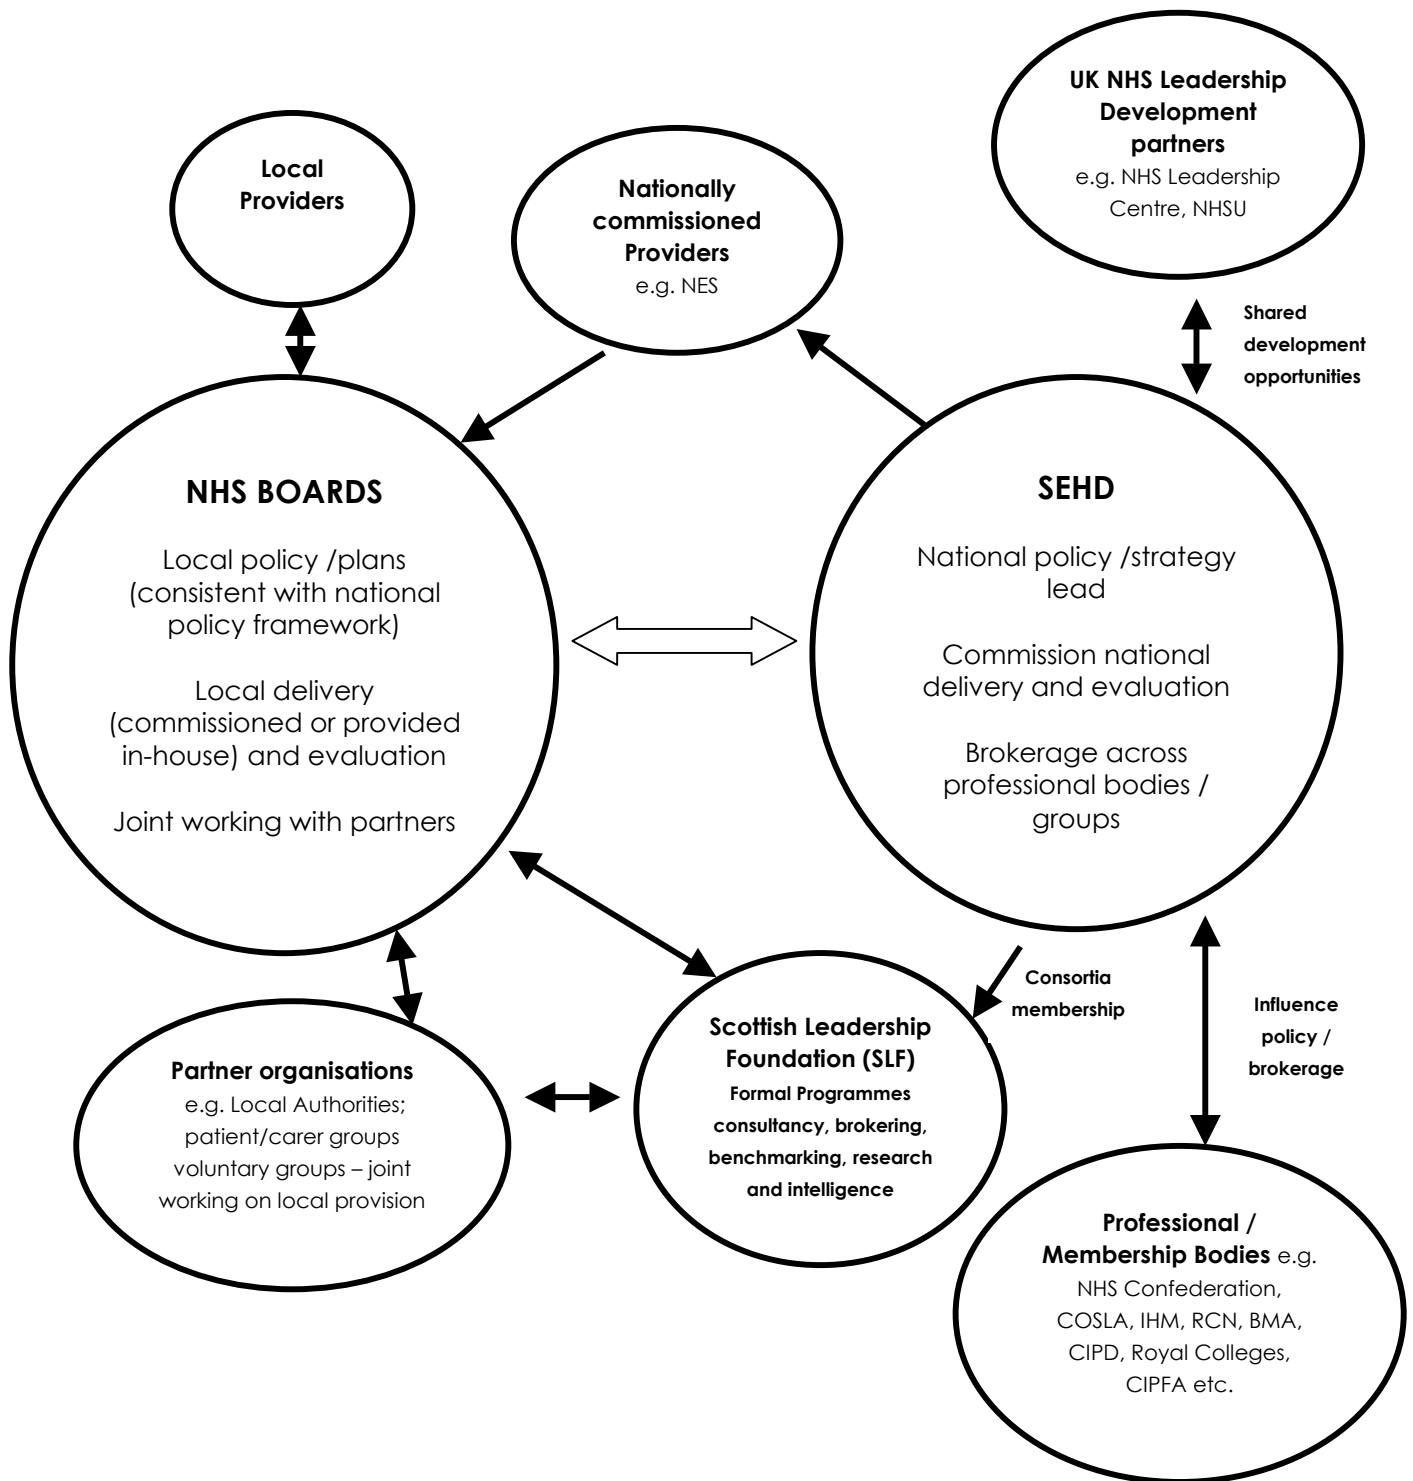 UK NHS Leadership
Development
partners
e.g. NHS Leadership
Centre, NHSU
Local
Providers
Nationally
commissioned
Providers
e.g. NES
Shared
development
opportunities
NHS BOARDS
Local policy /plans
(consistent with national
policy framework)
Local delivery
(commissioned or provided
in-house) and evaluation
Joint working with partners
SEHD
National policy /strategy
lead
Commission national
delivery and evaluation
Brokerage across
professional bodies /
groups
Consortia
membership
Influence
policy /
brokerage
Partner organisations
e.g. Local Authorities;
patient/carer groups
voluntary groups – joint
working on local provision
Scottish Leadership
Foundation (SLF)
Formal Programmes
consultancy, brokering,
benchmarking, research
and intelligence
Professional /
Membership Bodies e.g.
NHS Confederation,
COSLA, IHM, RCN, BMA,
CIPD, Royal Colleges,
CIPFA etc.